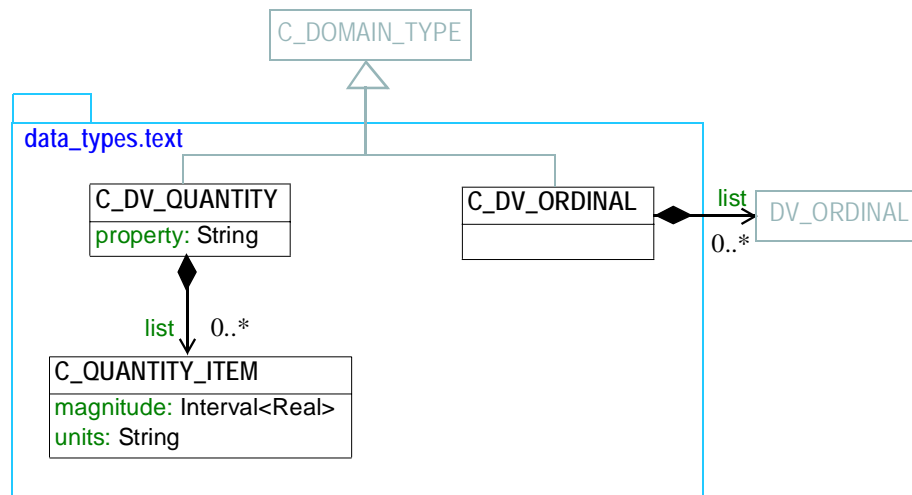 C_DOMAIN_TYPE
data_types.text
C_DV_QUANTITY
property: String
C_DV_ORDINAL
list
0..*
DV_ORDINAL
list 0..*
C_QUANTITY_ITEM
magnitude: Interval<Real>
units: String